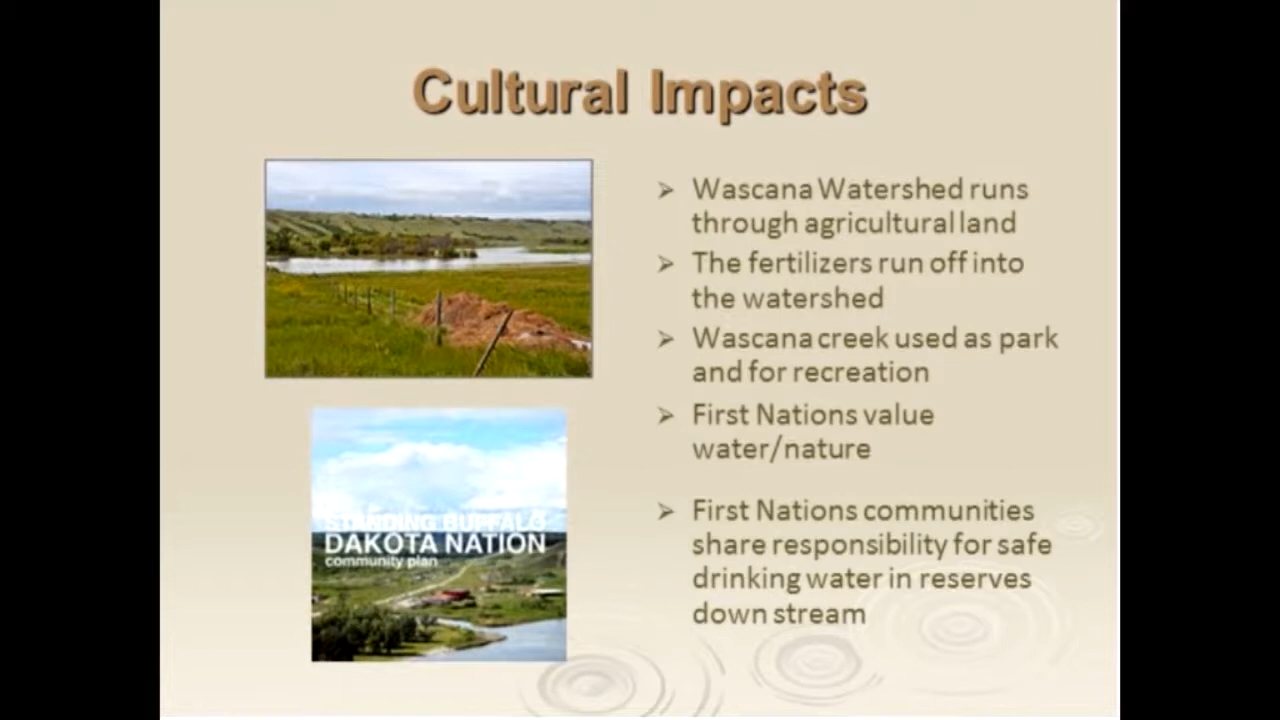 Cultural Impacts
➢ Wascana Watershed runs
through agricultural land
➢ The fertilizers run off into
the watershed
➢ Wascana creek used as park
and for recreation
➢ First Nations value
water/nature
➢ First Nations communities
share responsibility for safe
drinking water in reserves
down stream
STANDING BUFFALO
DAKOTA NATION
community plan